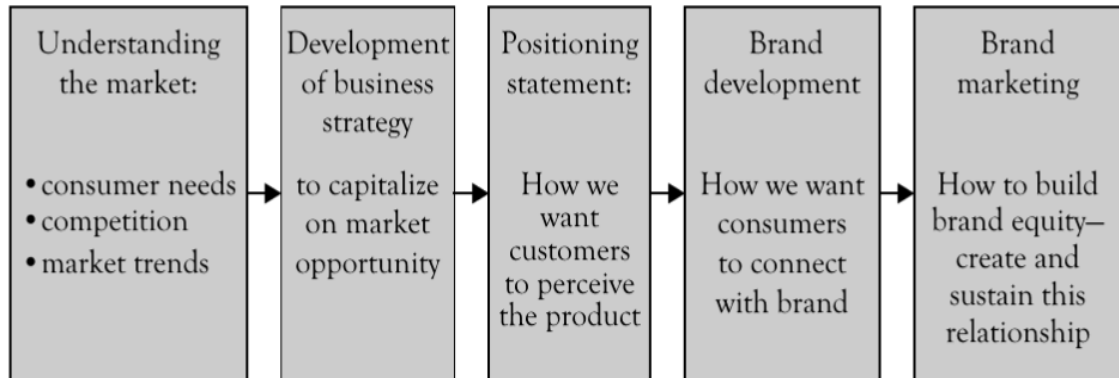 Understanding
the market:
• consumer needs
• competition
• market trends
Development
of business
strategy
to capitalize
on market
opportunity
Positioning
statement:
How we
want
customers
to perceive
the product
Brand
development
How we want
consumers
to connect
with brand
Brand
marketing
How to build
brand equity—
create and
sustain this
relationship